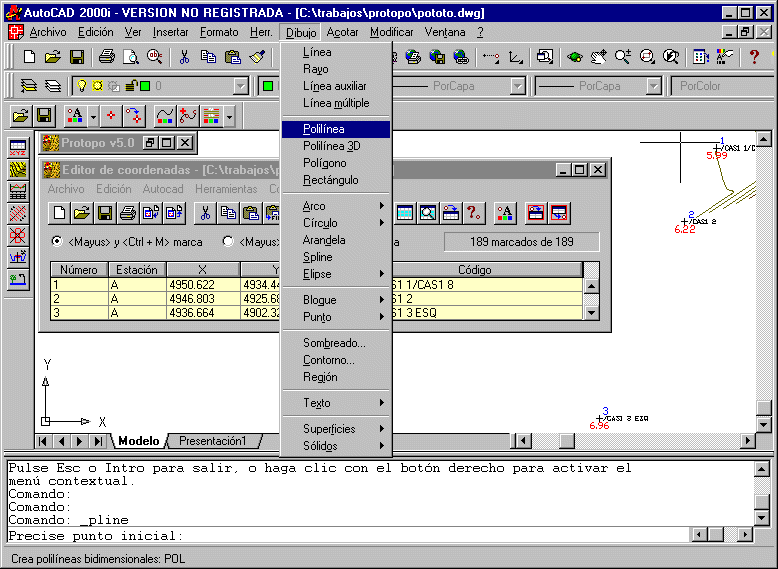 AutoCAD 2000i - VERSION NO REGISTRADA - [C:\trabajos\protopo\pototo.dwg]
Archivo Edición Ver Insertar Formato Herr. Dibujo Acotar Modificar Ventana ?
0 PorCapa PorCapa PorColor
Línea
Rayo
Línea auxiliar
Línea múltiple
Polilínea
Polilínea 3D
Polígono
Rectángulo
Arco
Círculo
Arandela
Spline
Elipse
Bloque
Punto
Sombreado...
Contorno...
Región
Texto
Superficies
Sólidos
Protopo v5.0
Editor de coordenadas - [C:\trabajos\
Archivo Edición Autocad Herramientas
<Mayus> y <Ctrl + M> marca <Mayus>
189 marcados de 189
Número Estación X Y Código
1 A 4950.622 4934.44 S1 1/CAS1 8
2 A 4946.803 4925.68 S1 2
3 A 4936.664 4902.32 S1 3 ESQ
1
/CAS1 1/C
5.99
2
/CAS1 2
6.22
3
/CAS1 3 ESQ
6.96
Y
X
Modelo Presentación1
Pulse Esc o Intro para salir, o haga clic con el botón derecho para activar el
menú contextual.
Comando:
Comando:
Comando: _pline
Precise punto inicial:
Crea polilíneas bidimensionales: POL